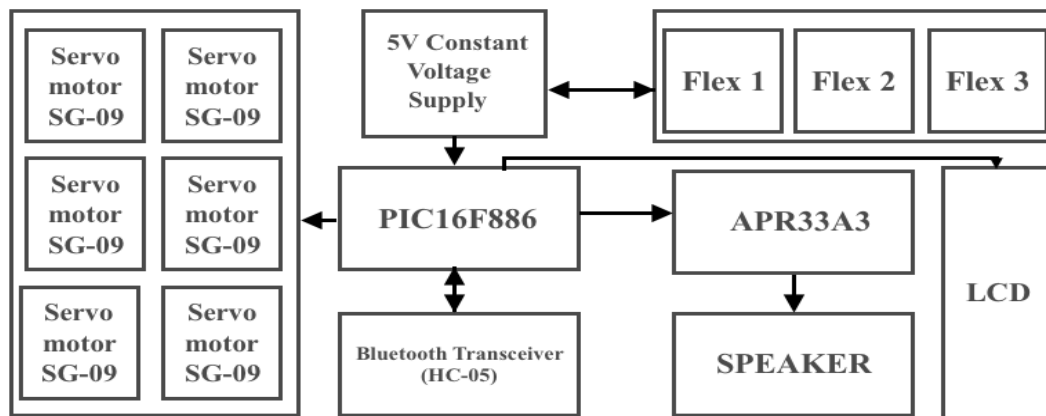 Servo
motor
SG-09
Servo
motor
SG-09
5V Constant
Voltage
Supply
Flex 1
Flex 2
Flex 3
Servo
motor
SG-09
Servo
motor
SG-09
PIC16F886
APR33A3
LCD
Servo
motor
SG-09
Servo
motor
SG-09
Bluetooth Transceiver
(HC-05)
SPEAKER